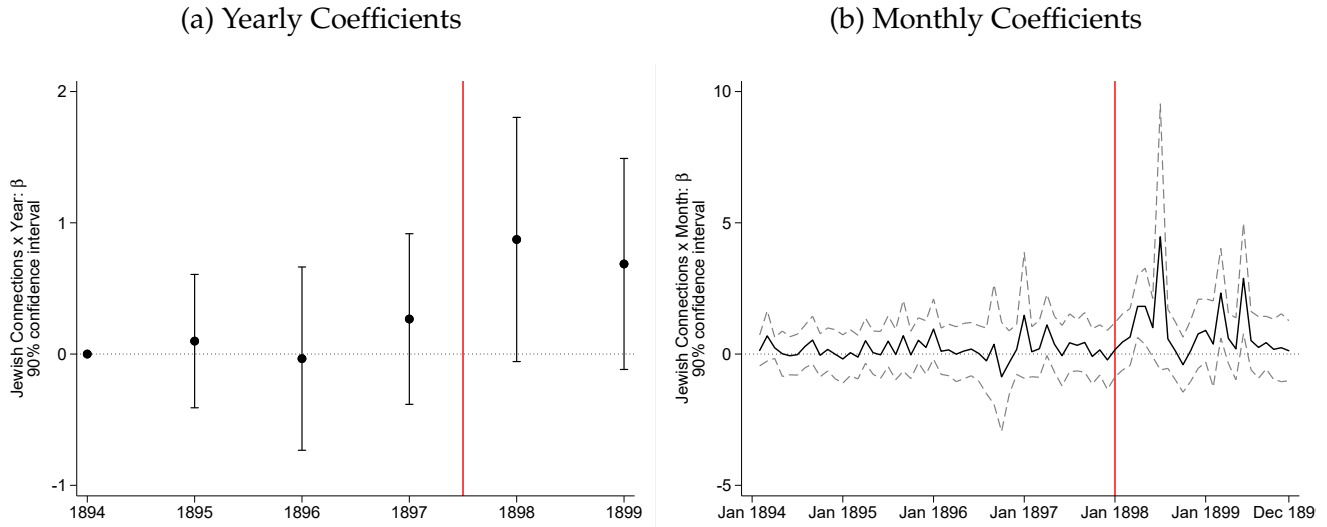 (a) Yearly Coefficients
Jewish Connections x Year: β
90% confidence interval
2
1
0
-1
1894 1895 1896 1897 1898 1899
(b) Monthly Coefficients
Jewish Connections x Month: β
90% confidence interval
10
5
0
-5
Jan 1894 Jan 1895 Jan 1896 Jan 1897 Jan 1898 Jan 1899 Dec 189